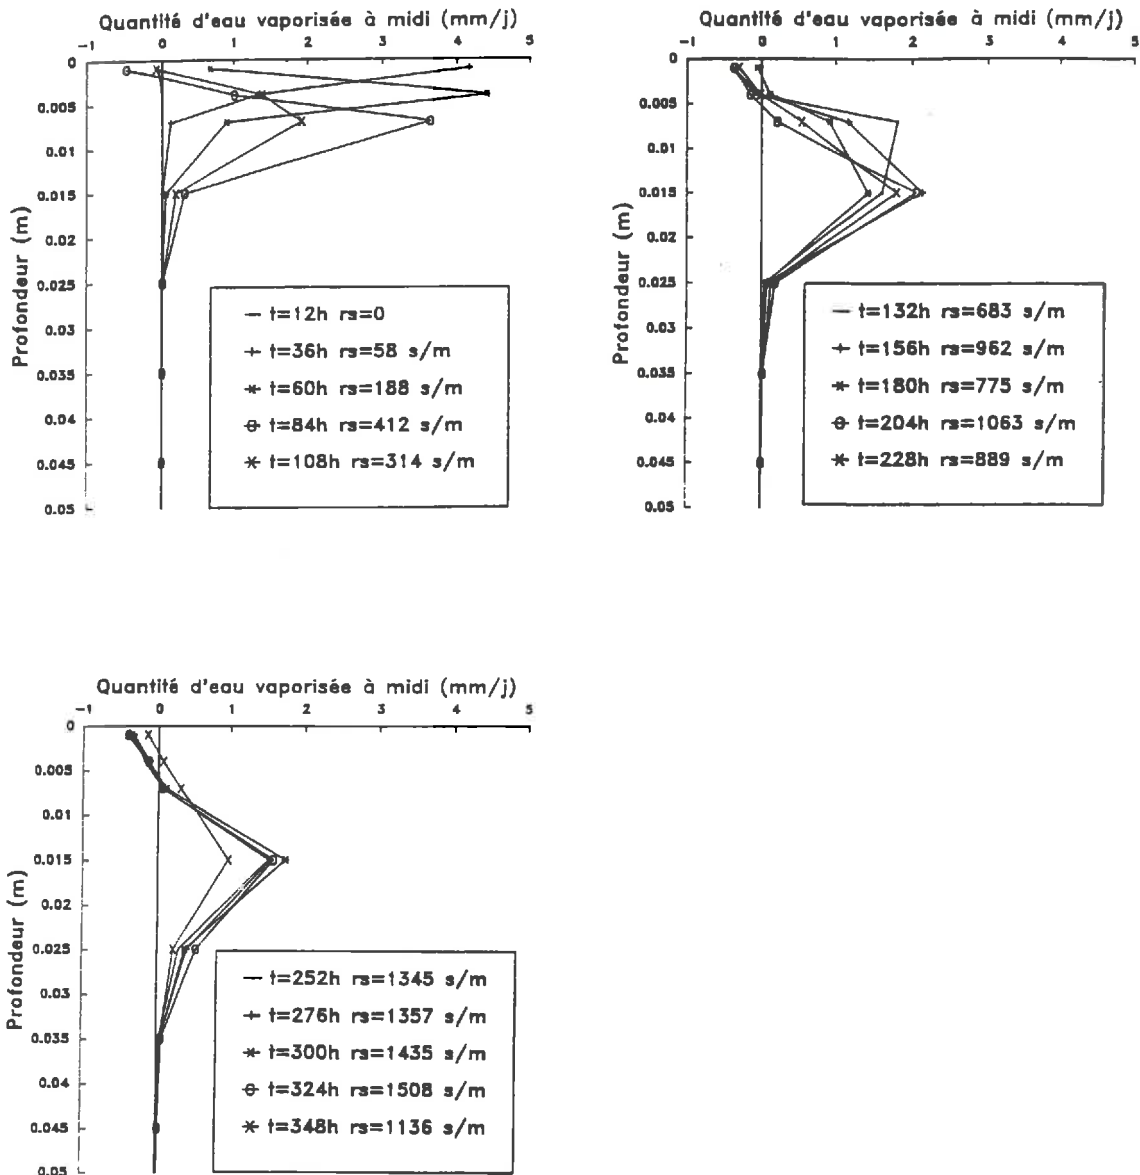 Quantité d'eau vaporisée à midi (mm/j)
-1 0 1 2 3 4 5
0
0.005
0.01
0.015
0.02
0.025
0.03
0.035
0.04
0.045
0.05
Profondeur (m)
t=12h rs=0
t=36h rs=58 s/m
t=60h rs=188 s/m
t=84h rs=412 s/m
t=108h rs=314 s/m
Quantité d'eau vaporisée à midi (mm/j)
-1 0 1 2 3 4 5
0
0.005
0.01
0.015
0.02
0.025
0.03
0.035
0.04
0.045
0.05
Profondeur (m)
t=132h rs=683 s/m
t=156h rs=962 s/m
t=180h rs=775 s/m
t=204h rs=1063 s/m
t=228h rs=889 s/m
Quantité d'eau vaporisée à midi (mm/j)
-1 0 1 2 3 4 5
0
0.005
0.01
0.015
0.02
0.025
0.03
0.035
0.04
0.045
0.05
Profondeur (m)
t=252h rs=1345 s/m
t=276h rs=1357 s/m
t=300h rs=1435 s/m
t=324h rs=1508 s/m
t=348h rs=1136 s/m